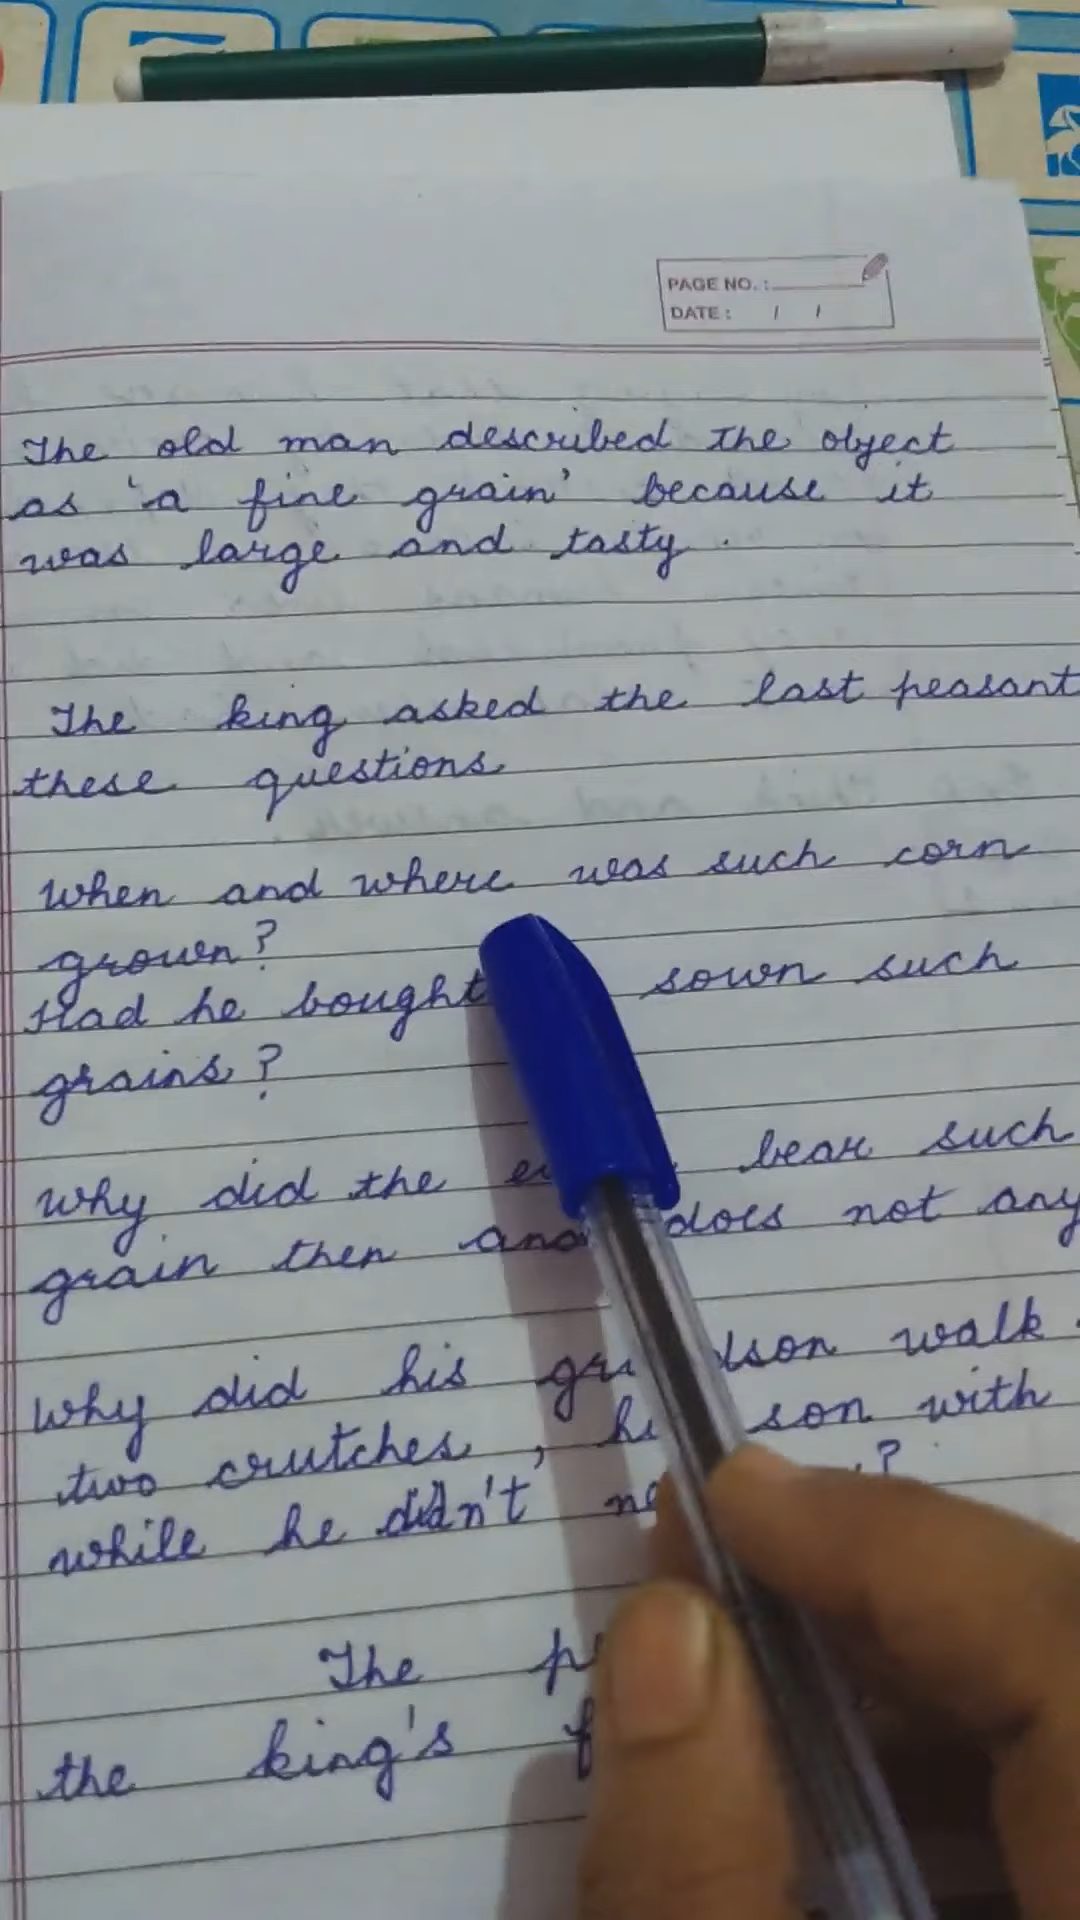 PAGE NO. :
DATE : / /
The old man described the object
as 'a fine grain' because it
was large and tasty.
The king asked the last peasant
these questions
When and where was such corn
grown?
Had he bought sown such
grains?
Why did the bear such
grain then and does not any
Why did his walk
two crutches, son with
while he didn't ?
The
the king's